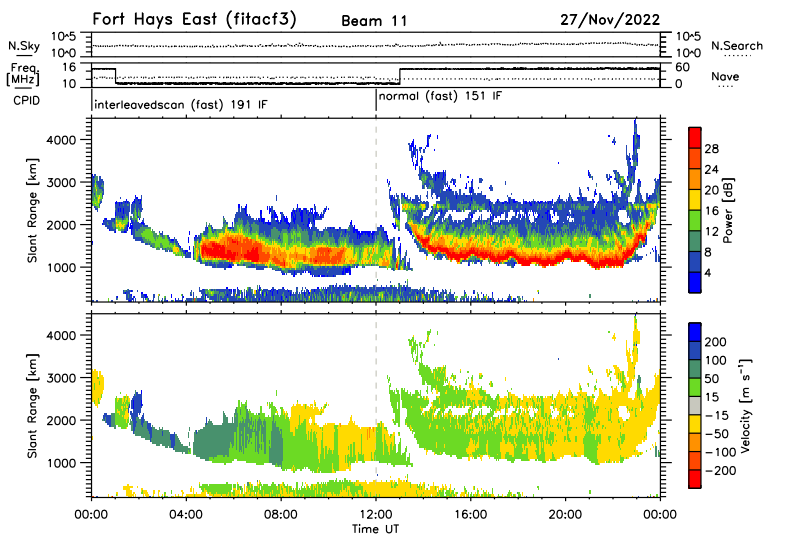 Fort Hays East (fitacf3) Beam 11 27/Nov/2022
N.Sky 10^5 10^0 10^5 10^0 N.Search
Freq. [MHz] 16 10 60 0 Nave
CPID interleavedscan (fast) 191 IF normal (fast) 151 IF
Slant Range [km] 4000 3000 2000 1000
Power [dB] 28 24 20 16 12 8 4
Slant Range [km] 4000 3000 2000 1000
Velocity [m s⁻¹] 200 100 50 15 −15 −50 −100 −200
00:00 04:00 08:00 12:00 16:00 20:00 00:00
Time UT